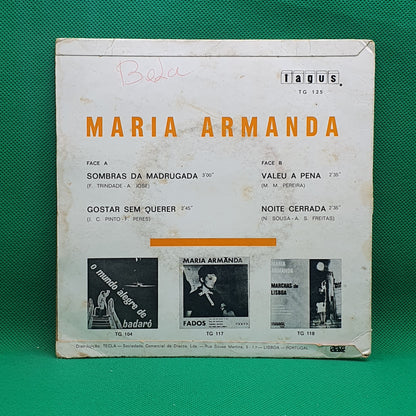 Beda
tagus
TG 125
MARIA ARMANDA
FACE A
SOMBRAS DA MADRUGADA 3'00"
(F. TRINDADE - A. JOSÉ)
GOSTAR SEM QUERER 2'45"
(I. C. PINTO - F. PERES)
FACE B
VALEU A PENA 2'35"
(M. M. PEREIRA)
NOITE CERRADA 2'35"
(N. SOUSA - A. S. FREITAS)
o mundo alegre de
badaró
TG 104
MARIA ARMANDA
FADOS
TG 117
MARIA
ARMANDA
MARCHAS de
LISBOA
TG 118
Distribuição: TECLA — Sociedade Comercial de Discos, Lda. — Rua Sousa Martins, 5 - r/c — LISBOA - PORTUGAL